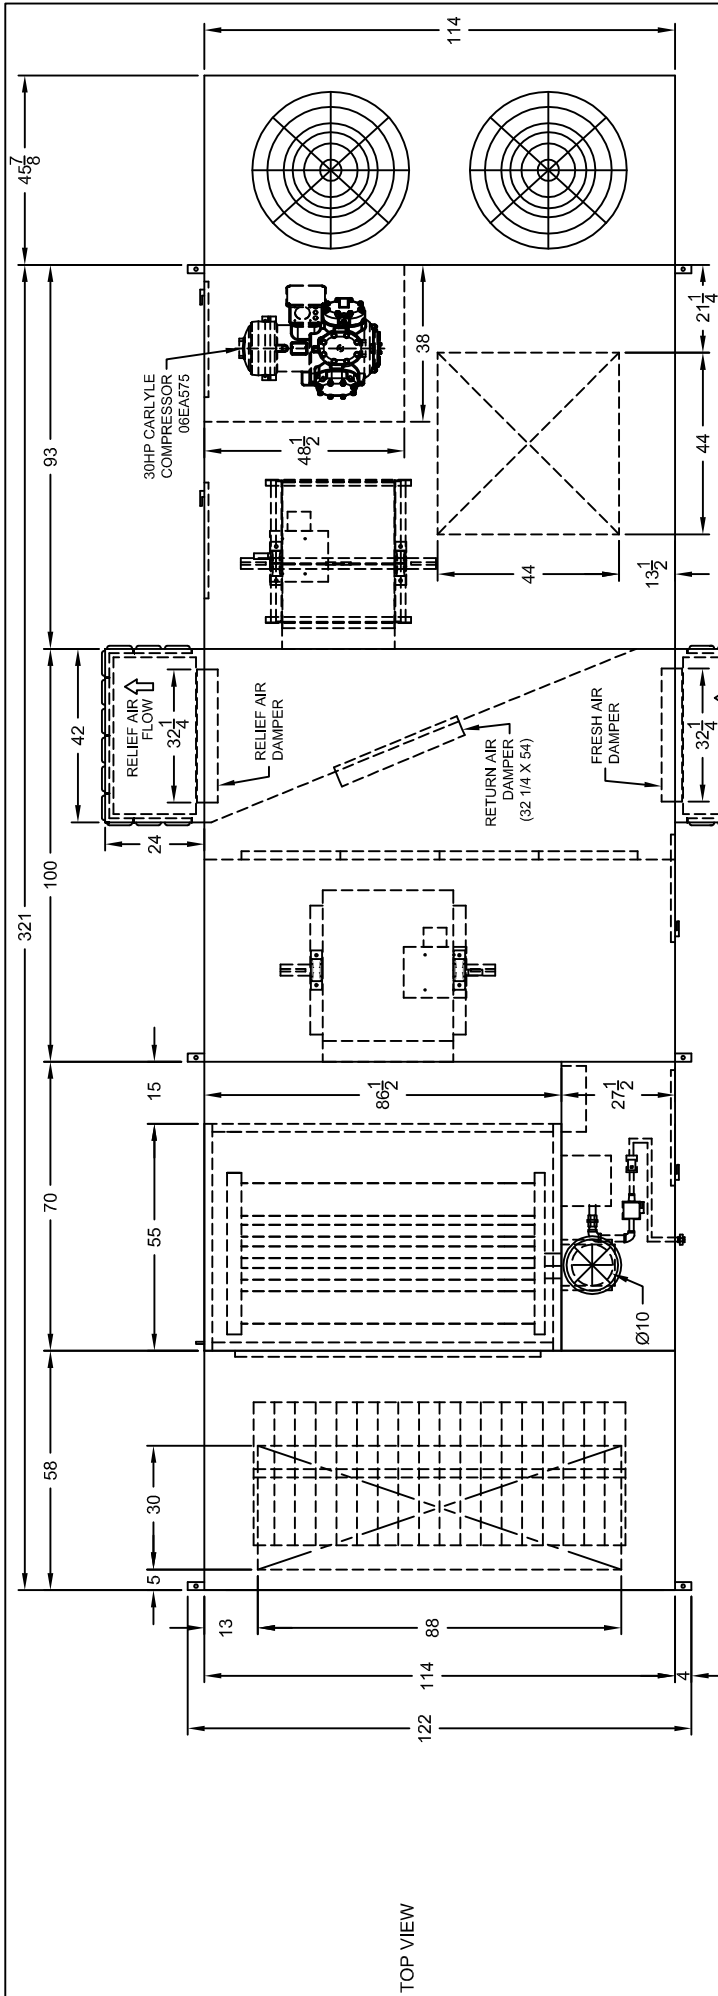 45 7/8
321
93
100
70
58
42
24
15
55
30
5
RELIEF AIR
FLOW
32 1/4
RELIEF AIR
DAMPER
30HP CARLYLE
COMPRESSOR
06EA575
48 1/2
38
114
RETURN AIR
DAMPER
(32 1/4 X 54)
FRESH AIR
DAMPER
32 1/4
44
44
13 1/2
21 1/4
86 1/2
27 1/2
Ø10
13
88
114
4
122
TOP VIEW